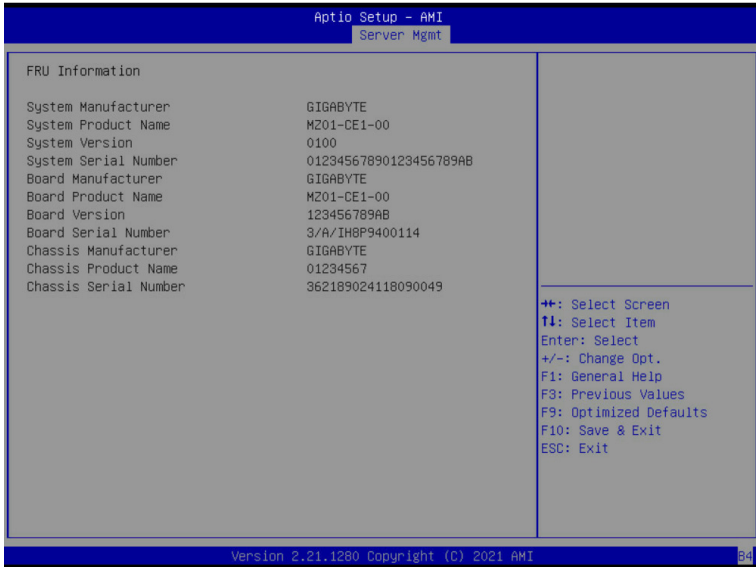 Aptio Setup – AMI
Server Mgmt
FRU Information
System Manufacturer GIGABYTE
System Product Name MZ01-CE1-00
System Version 0100
System Serial Number 01234567890123456789AB
Board Manufacturer GIGABYTE
Board Product Name MZ01-CE1-00
Board Version 123456789AB
Board Serial Number 3/A/IH8P9400114
Chassis Manufacturer GIGABYTE
Chassis Product Name 01234567
Chassis Serial Number 362189024118090049
→←: Select Screen
↑↓: Select Item
Enter: Select
+/-: Change Opt.
F1: General Help
F3: Previous Values
F9: Optimized Defaults
F10: Save & Exit
ESC: Exit
Version 2.21.1280 Copyright (C) 2021 AMI
B4